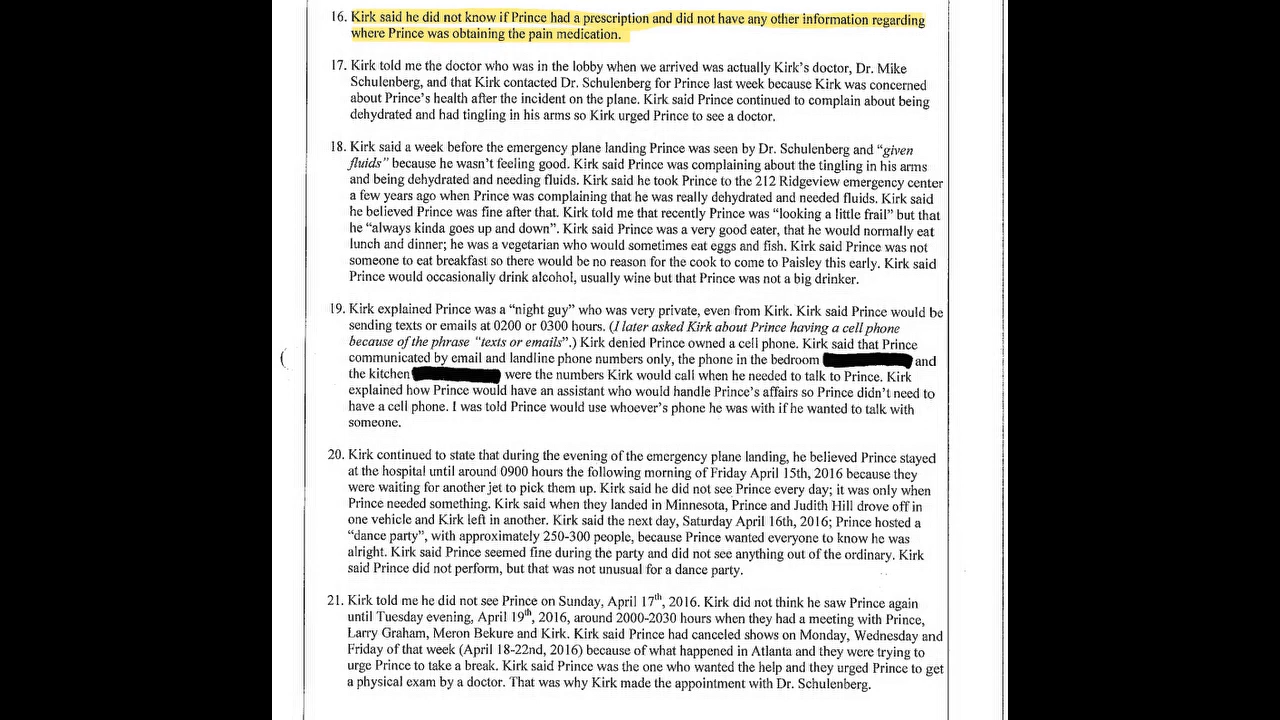 16. Kirk said he did not know if Prince had a prescription and did not have any other information regarding
where Prince was obtaining the pain medication.
17. Kirk told me the doctor who was in the lobby when we arrived was actually Kirk's doctor, Dr. Mike
Schulenberg, and that Kirk contacted Dr. Schulenberg for Prince last week because Kirk was concerned
about Prince's health after the incident on the plane. Kirk said Prince continued to complain about being
dehydrated and had tingling in his arms so Kirk urged Prince to see a doctor.
18. Kirk said a week before the emergency plane landing Prince was seen by Dr. Schulenberg and "given
fluids" because he wasn't feeling good. Kirk said Prince was complaining about the tingling in his arms
and being dehydrated and needing fluids. Kirk said he took Prince to the 212 Ridgeview emergency center
a few years ago when Prince was complaining that he was really dehydrated and needed fluids. Kirk said
he believed Prince was fine after that. Kirk told me that recently Prince was "looking a little frail" but that
he "always kinda goes up and down". Kirk said Prince was a very good eater, that he would normally eat
lunch and dinner; he was a vegetarian who would sometimes eat eggs and fish. Kirk said Prince was not
someone to eat breakfast so there would be no reason for the cook to come to Paisley this early. Kirk said
Prince would occasionally drink alcohol, usually wine but that Prince was not a big drinker.
19. Kirk explained Prince was a "night guy" who was very private, even from Kirk. Kirk said Prince would be
sending texts or emails at 0200 or 0300 hours. (I later asked Kirk about Prince having a cell phone
because of the phrase "texts or emails".) Kirk denied Prince owned a cell phone. Kirk said that Prince
communicated by email and landline phone numbers only, the phone in the bedroom and
the kitchen were the numbers Kirk would call when he needed to talk to Prince. Kirk
explained how Prince would have an assistant who would handle Prince's affairs so Prince didn't need to
have a cell phone. I was told Prince would use whoever's phone he was with if he wanted to talk with
someone.
20. Kirk continued to state that during the evening of the emergency plane landing, he believed Prince stayed
at the hospital until around 0900 hours the following morning of Friday April 15th, 2016 because they
were waiting for another jet to pick them up. Kirk said he did not see Prince every day; it was only when
Prince needed something. Kirk said when they landed in Minnesota, Prince and Judith Hill drove off in
one vehicle and Kirk left in another. Kirk said the next day, Saturday April 16th, 2016; Prince hosted a
"dance party", with approximately 250-300 people, because Prince wanted everyone to know he was
alright. Kirk said Prince seemed fine during the party and did not see anything out of the ordinary. Kirk
said Prince did not perform, but that was not unusual for a dance party.
21. Kirk told me he did not see Prince on Sunday, April 17th, 2016. Kirk did not think he saw Prince again
until Tuesday evening, April 19th, 2016, around 2000-2030 hours when they had a meeting with Prince,
Larry Graham, Meron Bekure and Kirk. Kirk said Prince had canceled shows on Monday, Wednesday and
Friday of that week (April 18-22nd, 2016) because of what happened in Atlanta and they were trying to
urge Prince to take a break. Kirk said Prince was the one who wanted the help and they urged Prince to get
a physical exam by a doctor. That was why Kirk made the appointment with Dr. Schulenberg.